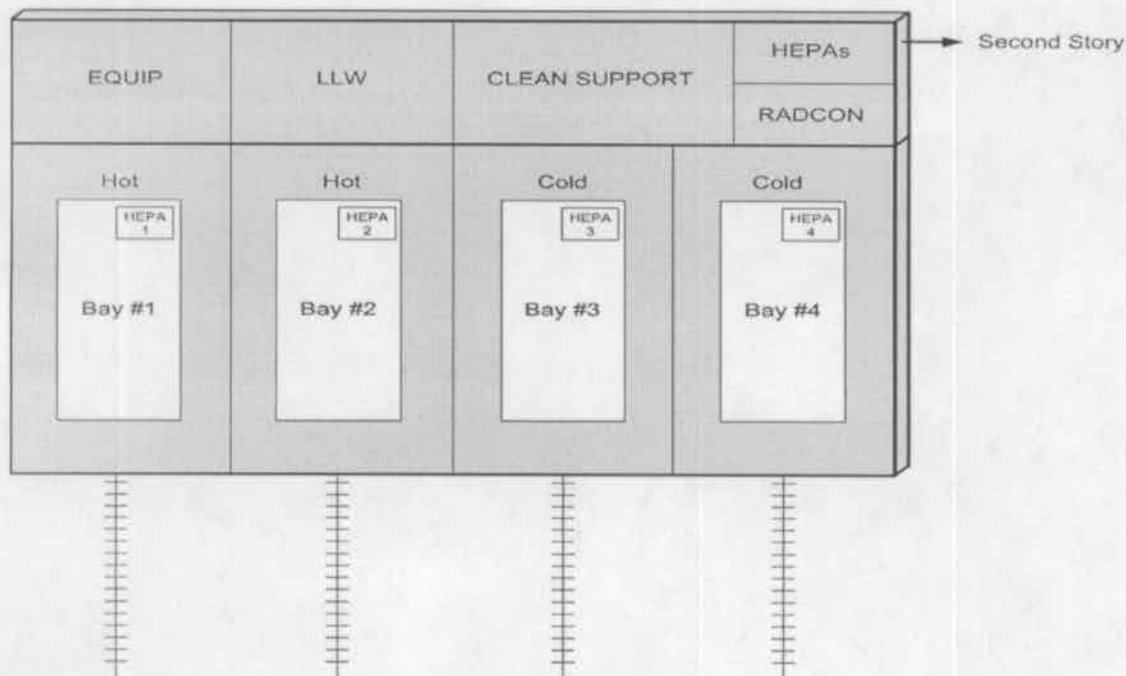 HEPAs
Second Story
EQUIP
LLW
CLEAN SUPPORT
RADCON
Hot
Hot
Cold
Cold
HEPA
1
HEPA
2
HEPA
3
HEPA
4
Bay #1
Bay #2
Bay #3
Bay #4